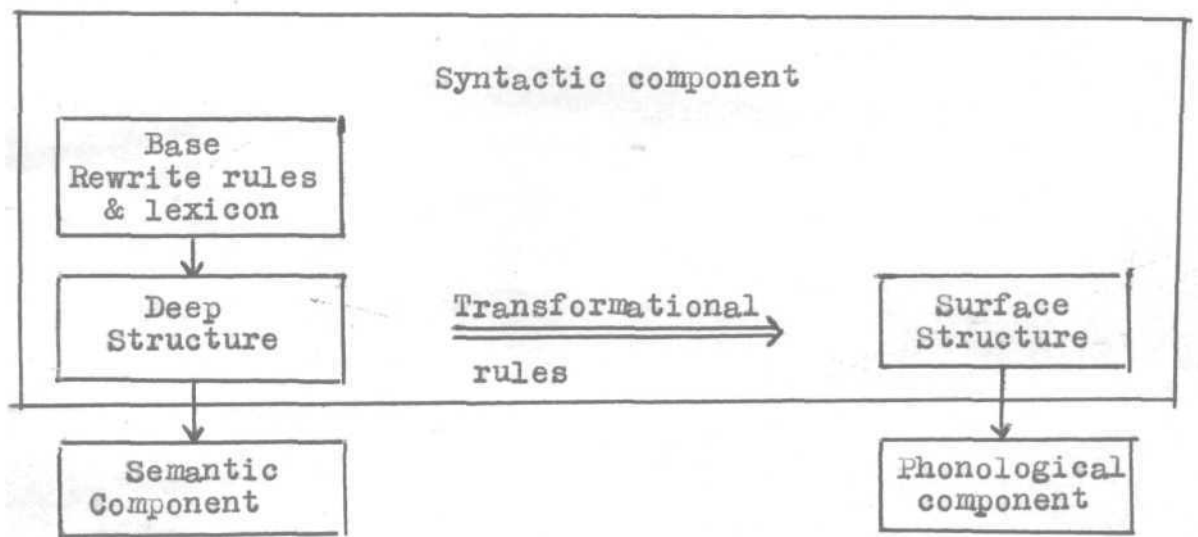 Syntactic component
Base
Rewrite rules
& lexicon
Deep
Structure
Transformational
rules
Surface
Structure
Semantic
Component
Phonological
component